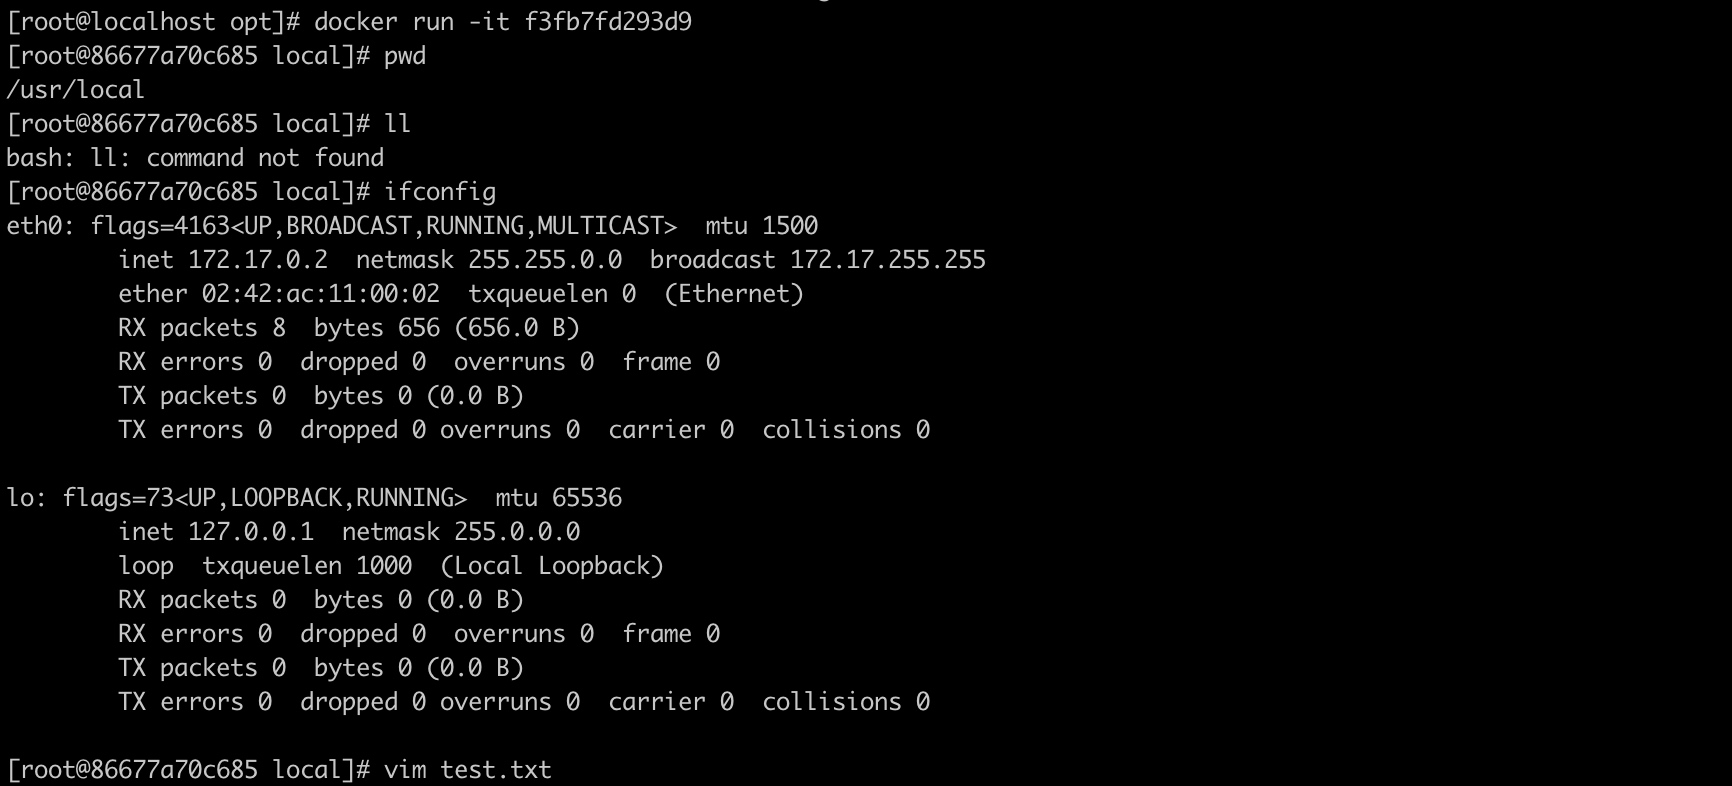 [root@localhost opt]# docker run -it f3fb7fd293d9
[root@86677a70c685 local]# pwd
/usr/local
[root@86677a70c685 local]# ll
bash: ll: command not found
[root@86677a70c685 local]# ifconfig
eth0: flags=4163<UP,BROADCAST,RUNNING,MULTICAST>  mtu 1500
        inet 172.17.0.2  netmask 255.255.0.0  broadcast 172.17.255.255
        ether 02:42:ac:11:00:02  txqueuelen 0  (Ethernet)
        RX packets 8  bytes 656 (656.0 B)
        RX errors 0  dropped 0  overruns 0  frame 0
        TX packets 0  bytes 0 (0.0 B)
        TX errors 0  dropped 0 overruns 0  carrier 0  collisions 0

lo: flags=73<UP,LOOPBACK,RUNNING>  mtu 65536
        inet 127.0.0.1  netmask 255.0.0.0
        loop  txqueuelen 1000  (Local Loopback)
        RX packets 0  bytes 0 (0.0 B)
        RX errors 0  dropped 0  overruns 0  frame 0
        TX packets 0  bytes 0 (0.0 B)
        TX errors 0  dropped 0 overruns 0  carrier 0  collisions 0

[root@86677a70c685 local]# vim test.txt